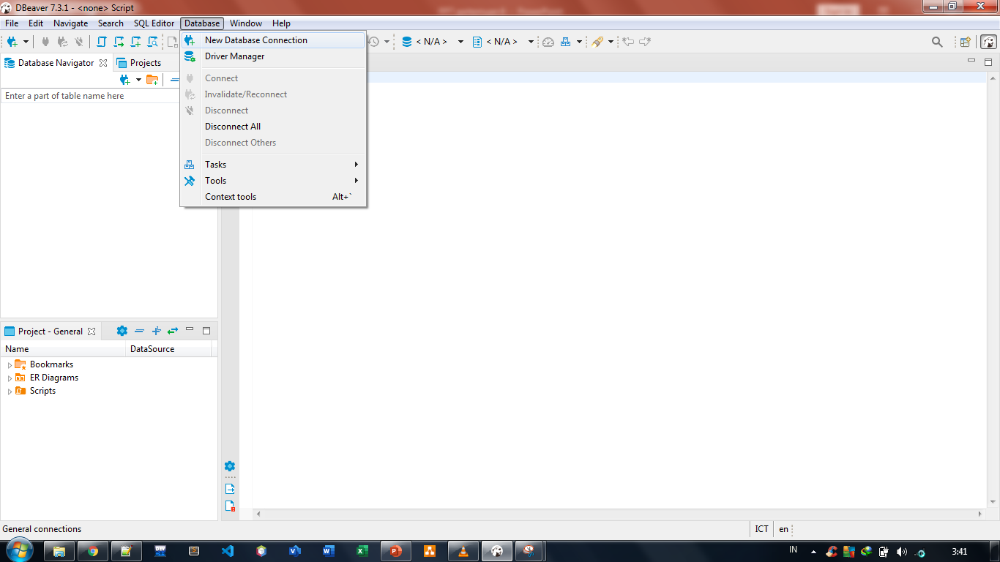 DBeaver 7.3.1 - <none> Script
File Edit Navigate Search SQL Editor Database Window Help
New Database Connection
Driver Manager
Connect
Invalidate/Reconnect
Disconnect
Disconnect All
Disconnect Others
Tasks
Tools
Context tools Alt+`
< N/A > < N/A >
Database Navigator Projects
Enter a part of table name here
Project - General
Name DataSource
Bookmarks
ER Diagrams
Scripts
General connections ICT en
IN 3:41